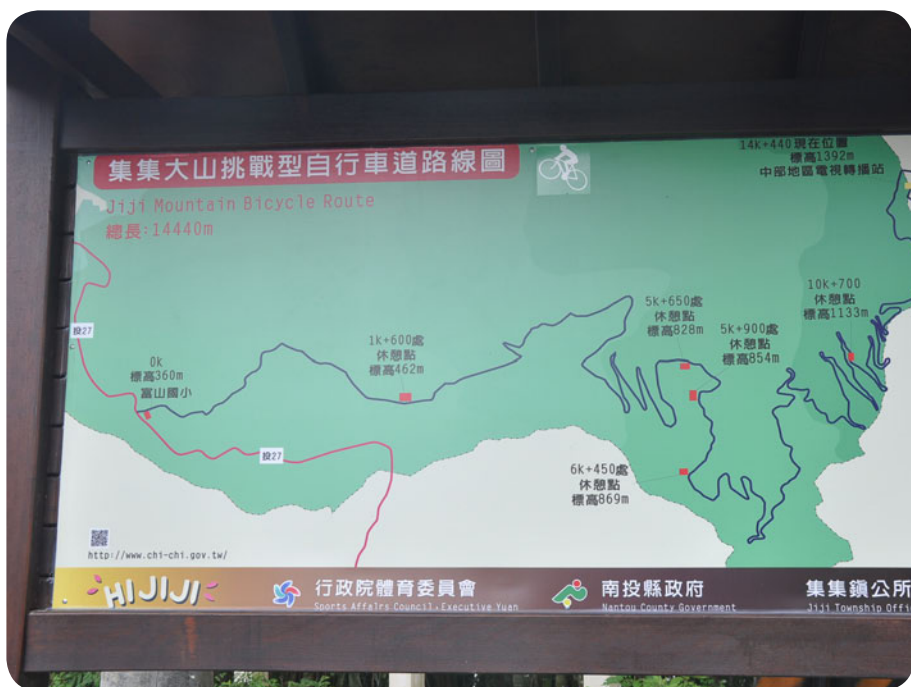 集集大山挑戰型自行車道路線圖
Jiji Mountain Bicycle Route
總長:14440m
14K+440現在位置
標高1392m
中部地區電視轉播站
10K+700
休憩點
標高1133m
5K+650處
休憩點
標高828m
5K+900處
休憩點
標高854m
1K+600處
休憩點
標高462m
投27
0K
標高360m
富山國小
投27
6K+450處
休憩點
標高869m
http://www.chi-chi.gov.tw/
HIJIJI
行政院體育委員會
Sports Affairs Council,Executive Yuan
南投縣政府
Nantou County Government
集集鎮公所
Jiji Township Offi